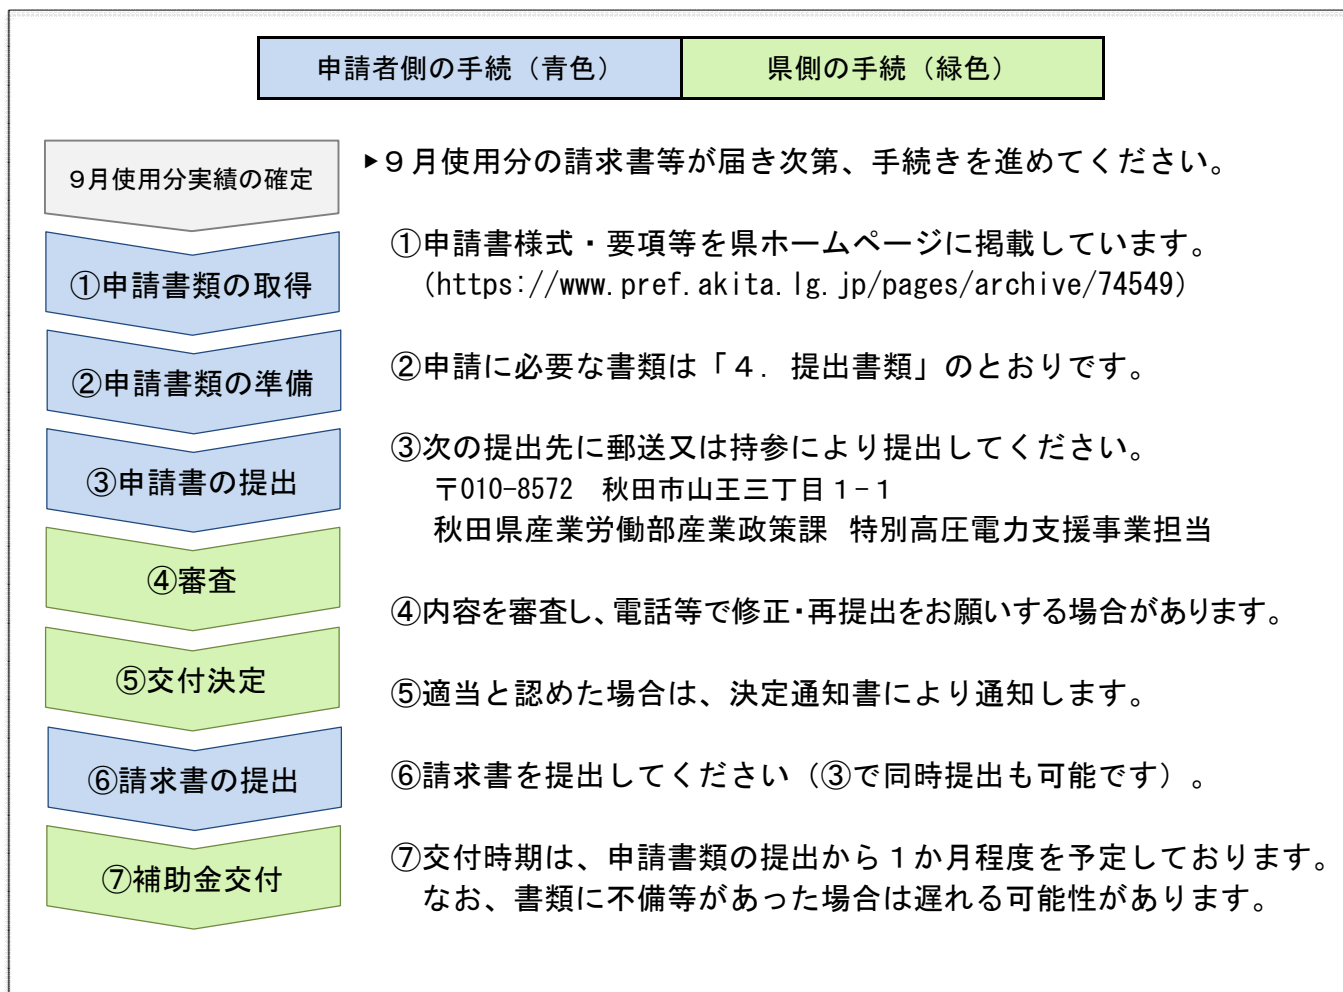 申請者側の手続（青色）
県側の手続（緑色）
９月使用分実績の確定
▶９月使用分の請求書等が届き次第、手続きを進めてください。
①申請書類の取得
①申請書様式・要項等を県ホームページに掲載しています。
（https://www.pref.akita.lg.jp/pages/archive/74549）
②申請書類の準備
②申請に必要な書類は「４．提出書類」のとおりです。
③申請書の提出
③次の提出先に郵送又は持参により提出してください。
〒010-8572　秋田市山王三丁目１−１
秋田県産業労働部産業政策課　特別高圧電力支援事業担当
④審査
④内容を審査し、電話等で修正・再提出をお願いする場合があります。
⑤交付決定
⑤適当と認めた場合は、決定通知書により通知します。
⑥請求書の提出
⑥請求書を提出してください（③で同時提出も可能です）。
⑦補助金交付
⑦交付時期は、申請書類の提出から１か月程度を予定しております。
なお、書類に不備等があった場合は遅れる可能性があります。